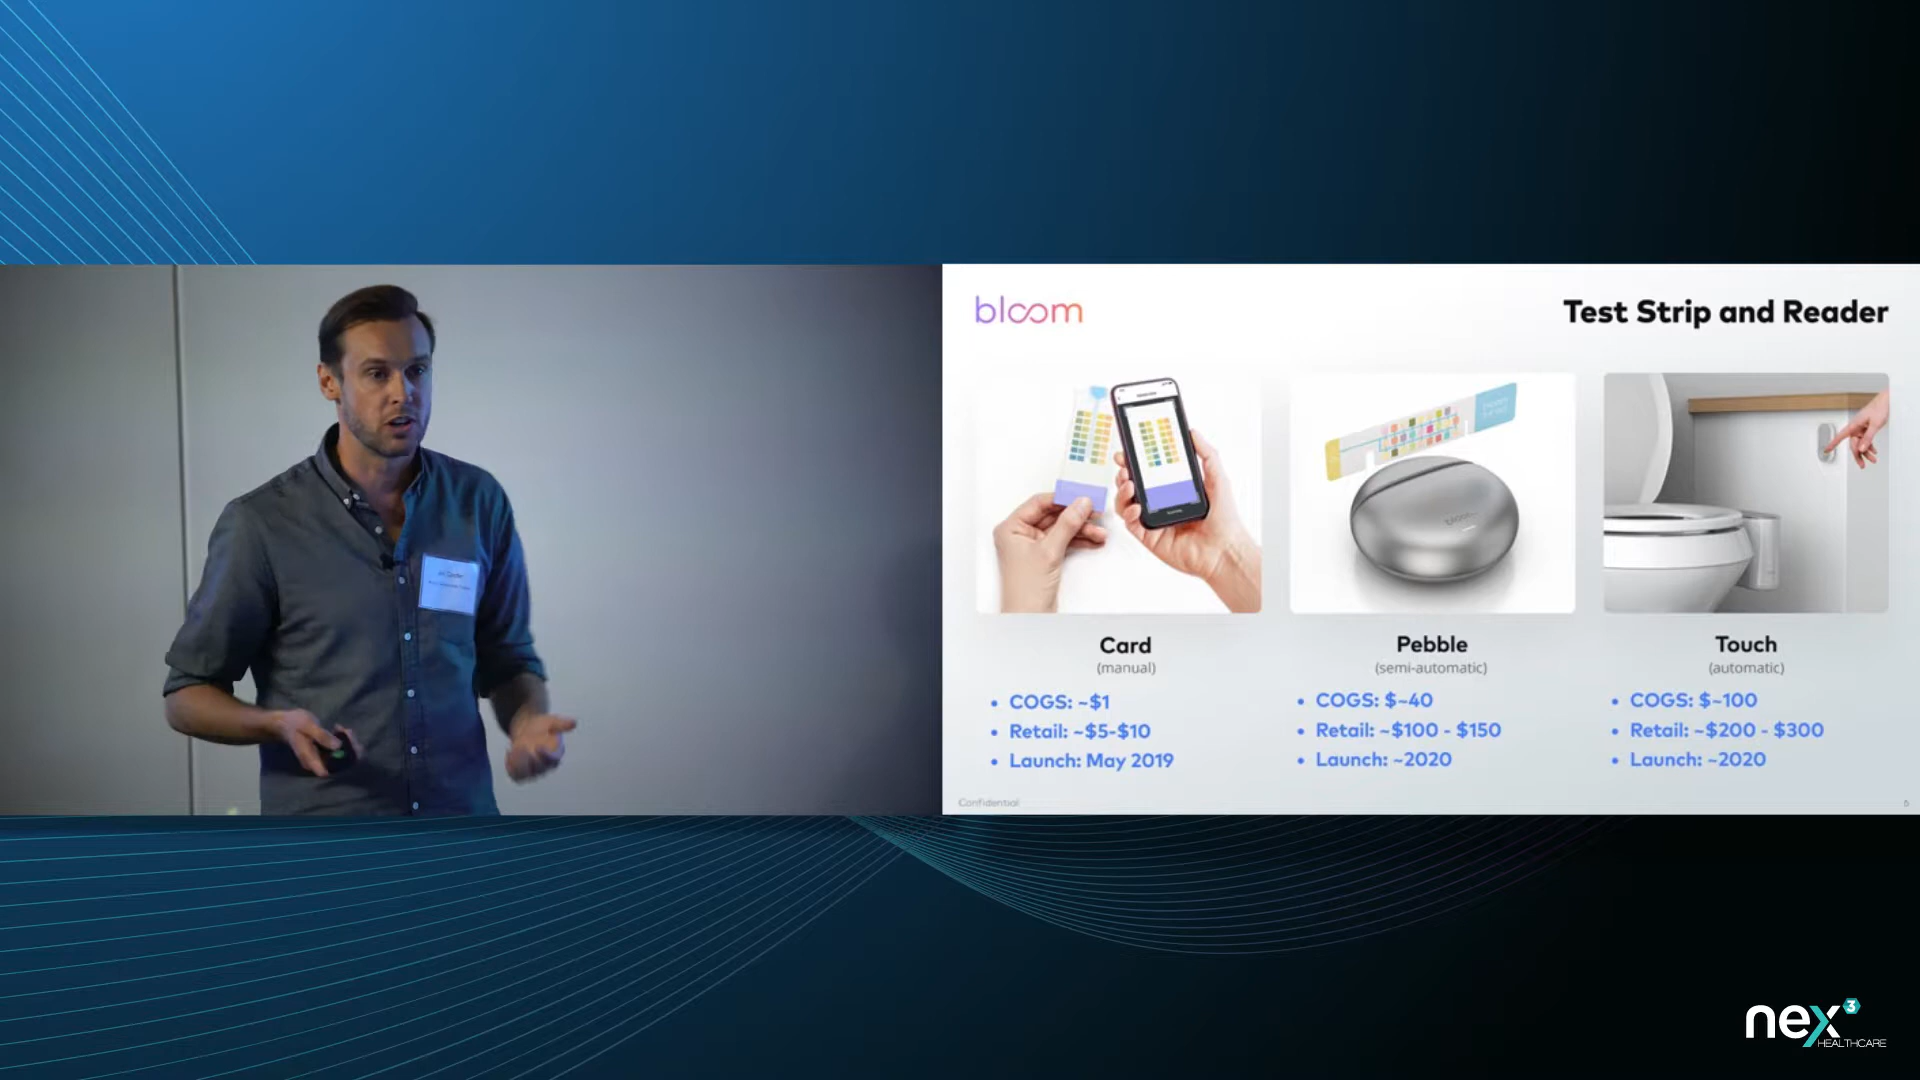 bloom
Test Strip and Reader
Card
(manual)
• COGS: ~$1
• Retail: ~$5-$10
• Launch: May 2019
Pebble
(semi-automatic)
• COGS: $~40
• Retail: ~$100 - $150
• Launch: ~2020
Touch
(automatic)
• COGS: $~100
• Retail: ~$200 - $300
• Launch: ~2020
Confidential
nex3
HEALTHCARE